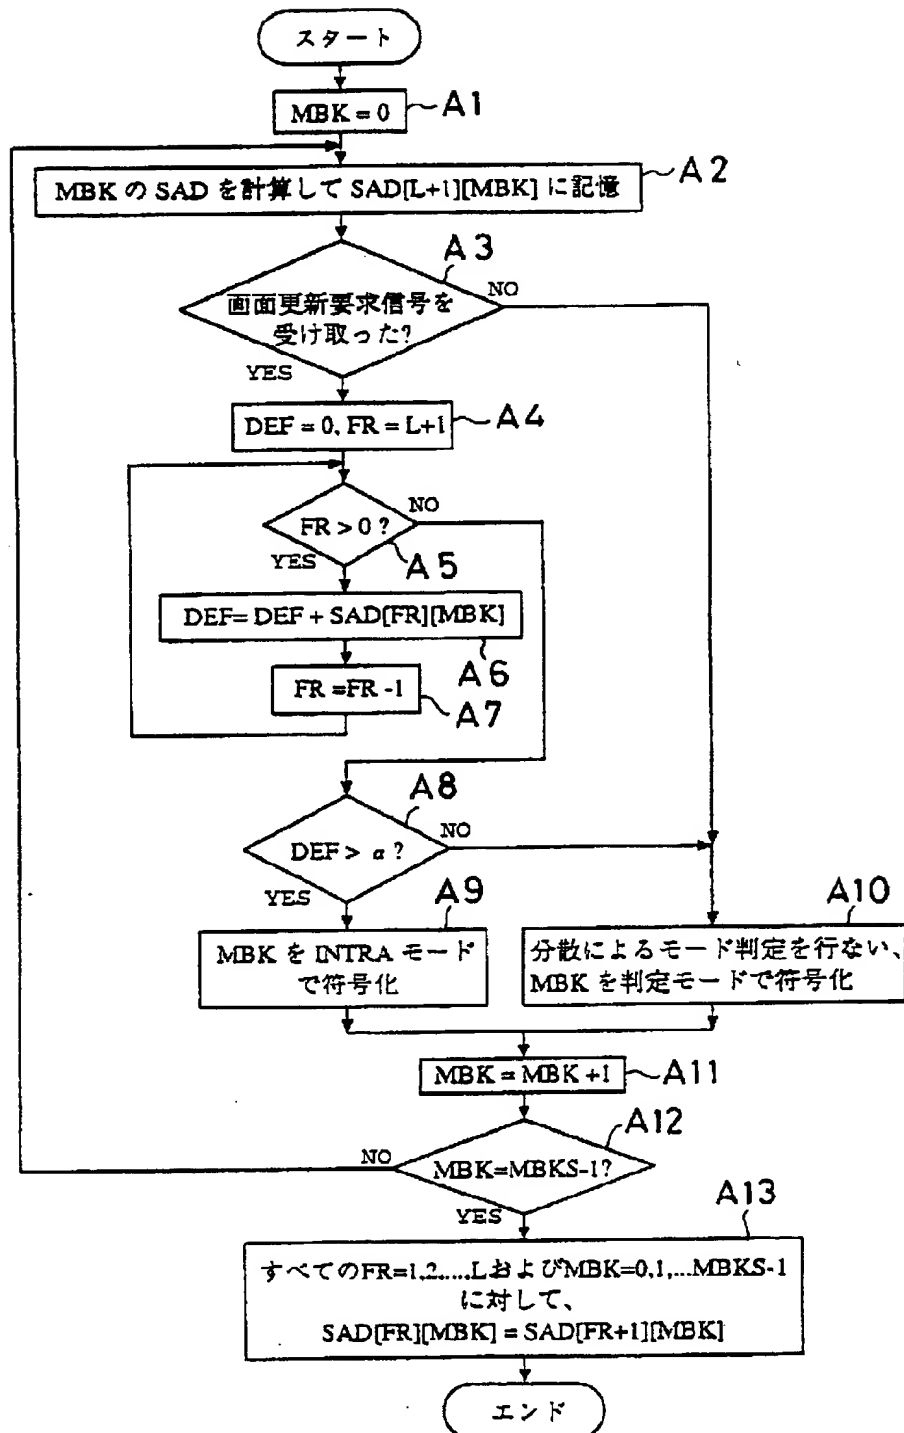 スタート
MBK = 0
A1
MBK の SAD を計算して SAD[L+1][MBK] に記憶
A2
A3
画面更新要求信号を
受け取った?
NO
YES
DEF = 0, FR = L+1
A4
FR > 0 ?
NO
YES
A5
DEF= DEF + SAD[FR][MBK]
A6
FR =FR -1
A7
A8
DEF > α ?
NO
YES
A9
MBK を INTRA モード
で符号化
A10
分散によるモード判定を行ない、
MBK を判定モードで符号化
MBK = MBK +1
A11
A12
MBK=MBKS-1?
NO
YES
A13
すべてのFR=1,2,...,LおよびMBK=0,1,...MBKS-1
に対して、
SAD[FR][MBK] = SAD[FR+1][MBK]
エンド